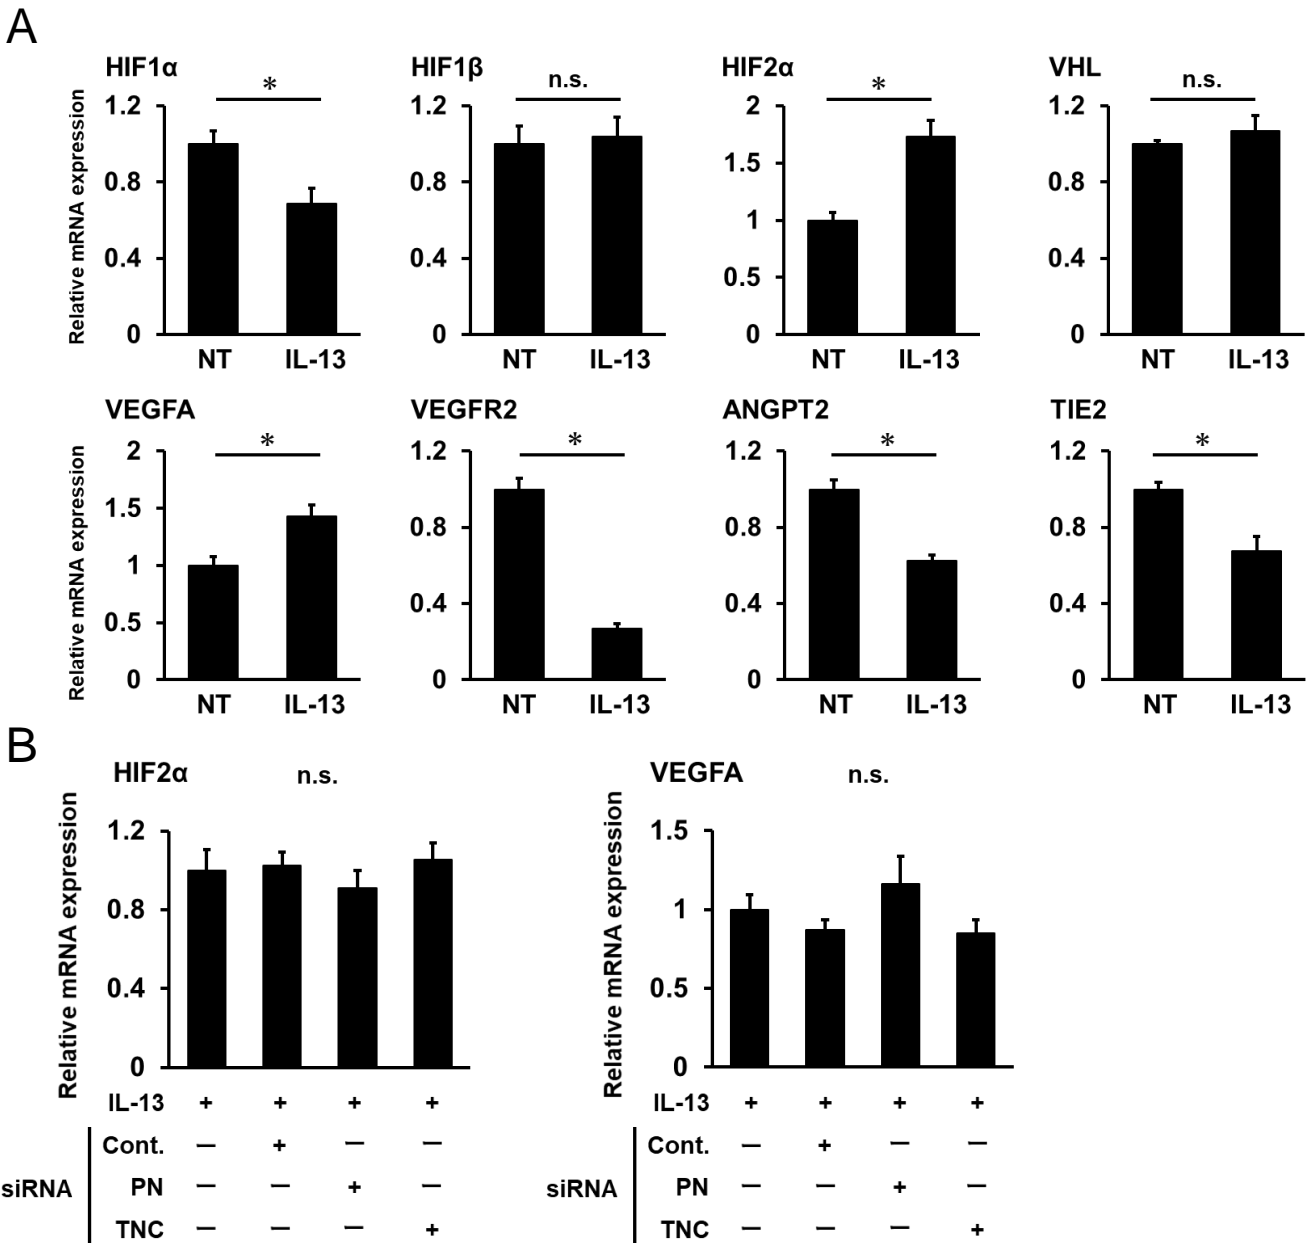 A
HIF1α
*
Relative mRNA expression
1.2
0.8
0.4
0
NT IL-13
HIF1β
n.s.
1.2
0.8
0.4
0
NT IL-13
HIF2α
*
2
1.5
1
0.5
0
NT IL-13
VHL
n.s.
1.2
0.8
0.4
0
NT IL-13
VEGFA
*
Relative mRNA expression
2
1.5
1
0.5
0
NT IL-13
VEGFR2
*
1.2
0.8
0.4
0
NT IL-13
ANGPT2
*
1.2
0.8
0.4
0
NT IL-13
TIE2
*
1.2
0.8
0.4
0
NT IL-13
B
HIF2α n.s.
Relative mRNA expression
1.2
0.8
0.4
0
IL-13 + + + +
siRNA
Cont. — + — —
PN — — + —
TNC — — — +
VEGFA n.s.
Relative mRNA expression
1.5
1
0.5
0
IL-13 + + + +
siRNA
Cont. — + — —
PN — — + —
TNC — — — +